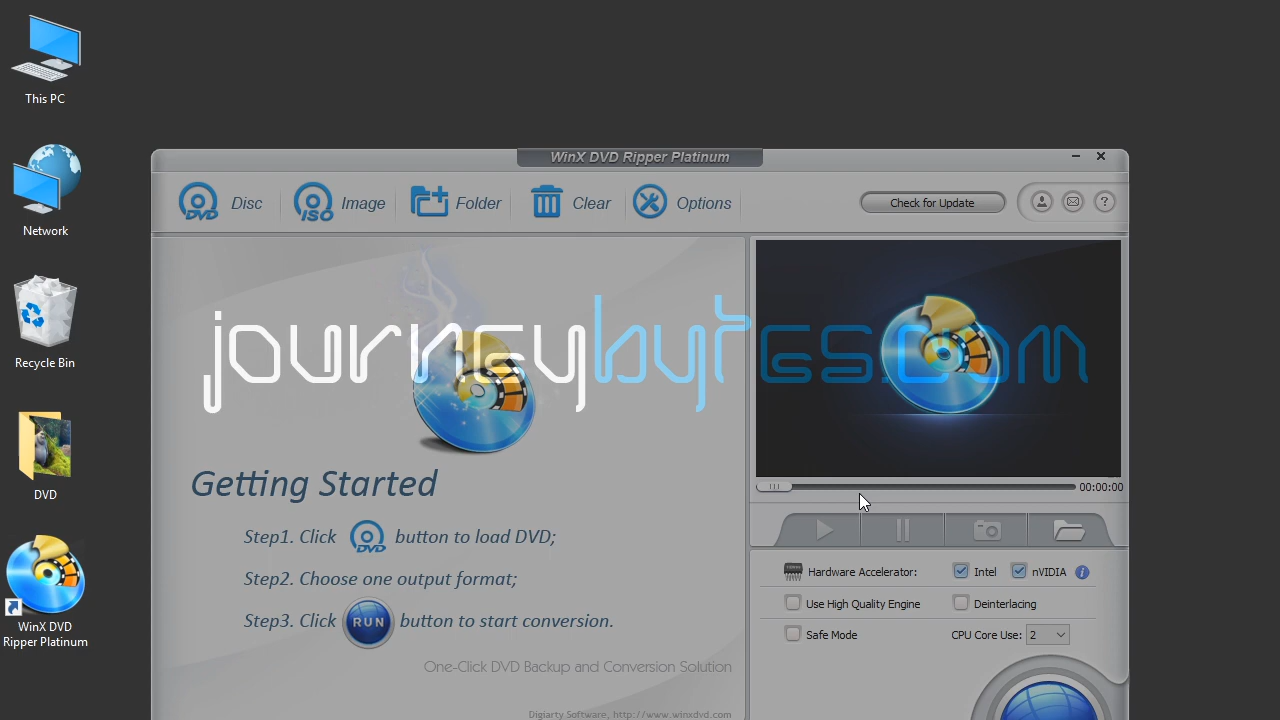 This PC
Network
Recycle Bin
DVD
WinX DVD
Ripper Platinum
WinX DVD Ripper Platinum
DVD Disc
ISO Image
Folder
Clear
Options
Check for Update
?
journeybytes.com
Getting Started
Step1. Click DVD button to load DVD;
Step2. Choose one output format;
Step3. Click RUN button to start conversion.
One-Click DVD Backup and Conversion Solution
Digiarty Software, http://www.winxdvd.com
00:00:00
Hardware Accelerator: Intel nVIDIA i
Use High Quality Engine Deinterlacing
Safe Mode CPU Core Use: 2